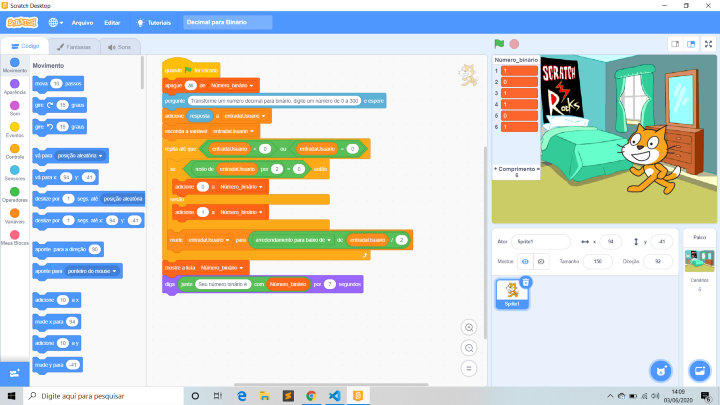 Scratch Desktop
SCRATCH
Arquivo
Editar
Tutoriais
Decimal para Binário
Código
Fantasias
Sons
Movimento
Aparência
Som
Eventos
Controle
Sensores
Operadores
Variáveis
Meus Blocos
Movimento
mova 10 passos
gire 15 graus
gire 15 graus
vá para posição aleatória
vá para x: 94 y: -41
deslize por 1 segs. até posição aleatória
deslize por 1 segs. até x: 94 y: -41
aponte para a direção 90
aponte para ponteiro do mouse
adicione 10 a x
mude x para 94
adicione 10 a y
mude y para -41
quando for clicado
apague all de Número_binário
pergunte Transforme um número decimal para binário, digite um número de 0 a 300 e espere
adicione resposta a entradaUsuario
esconda a variável entradaUsuario
repita até que entradaUsuario = 0 ou entradaUsuario < 0
se resto de entradaUsuario por 2 = 0 então
adicione 0 a Número_binário
senão
adicione 1 a Número_binário
mude entradaUsuario para arredondamento para baixo de entradaUsuario / 2
mostre a lista Número_binário
diga junte Seu número binário é com Número_binário por 7 segundos
Número_binário
1 1
2 0
3 1
4 1
5 0
6 1
+ Comprimento = 6
SCRATCH
Rocks
Ator
Sprite1
x 94
y -41
Mostrar
Tamanho 150
Direção 92
Sprite1
Palco
Cenários
Digite aqui para pesquisar
14:09
03/06/2020